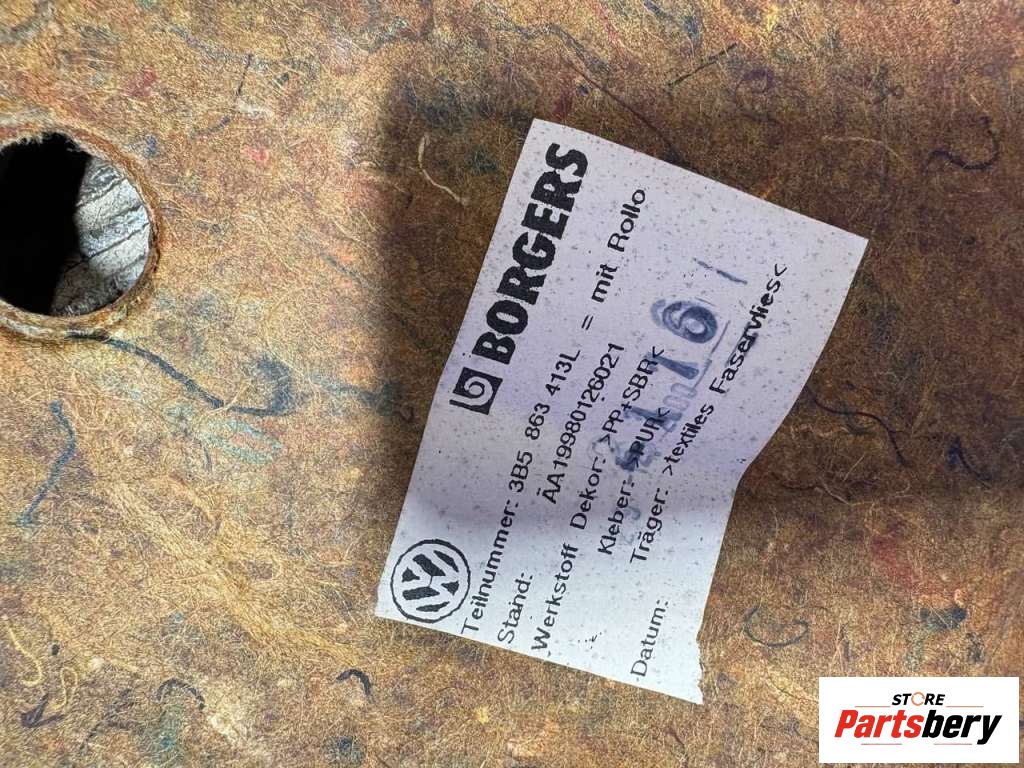 BORGERS
Teilnummer: 3B5 863 413L = mit Rollo
Stand: ÄA19980126021
Werkstoff Dekor: >PP+SBR<
Kleber: >PUR<
Träger: >textiles Faservlies<
Datum:
STORE
Partsbery